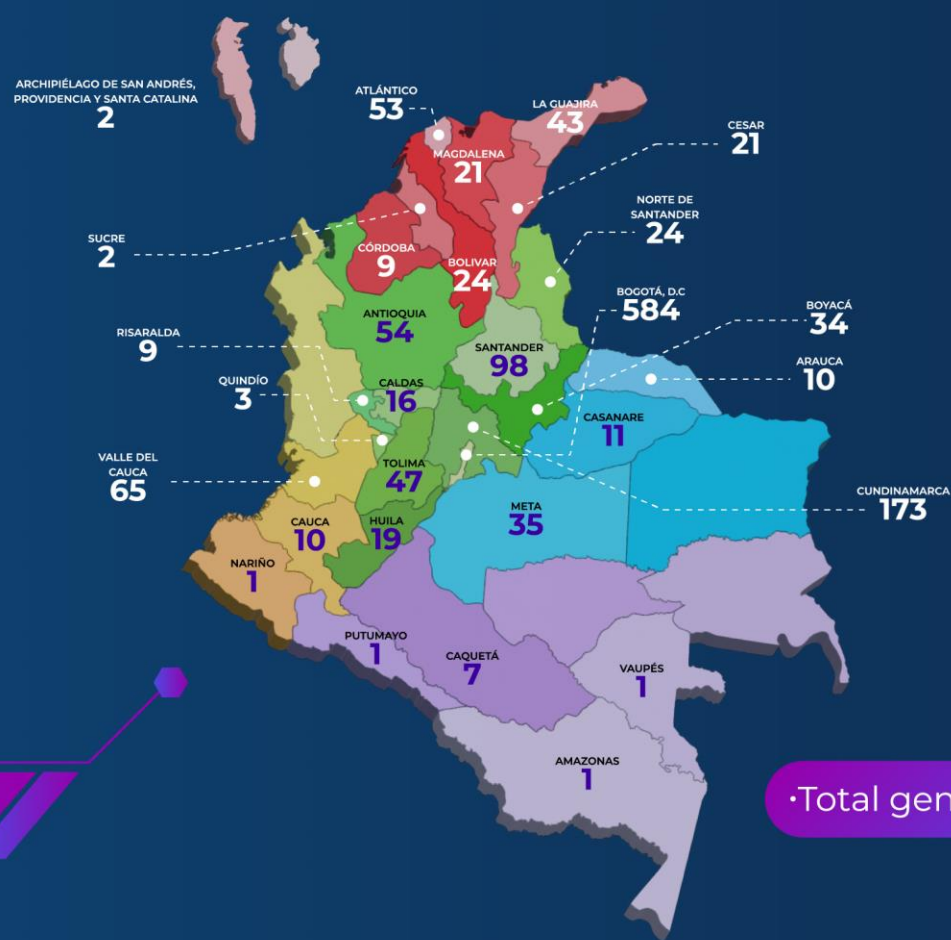 ARCHIPIÉLAGO DE SAN ANDRÉS,
PROVIDENCIA Y SANTA CATALINA
2
ATLÁNTICO
53
LA GUAJIRA
43
CESAR
21
MAGDALENA
21
NORTE DE
SANTANDER
24
SUCRE
2
CÓRDOBA
9
BOLIVAR
24
BOGOTÁ, D.C
584
BOYACÁ
34
ANTIOQUIA
54
RISARALDA
9
SANTANDER
98
ARAUCA
10
QUINDÍO
3
CALDAS
16
CASANARE
11
VALLE DEL
CAUCA
65
TOLIMA
47
CUNDINAMARCA
173
META
35
CAUCA
10
HUILA
19
NARIÑO
1
PUTUMAYO
1
CAQUETÁ
7
VAUPÉS
1
AMAZONAS
1
•Total gen